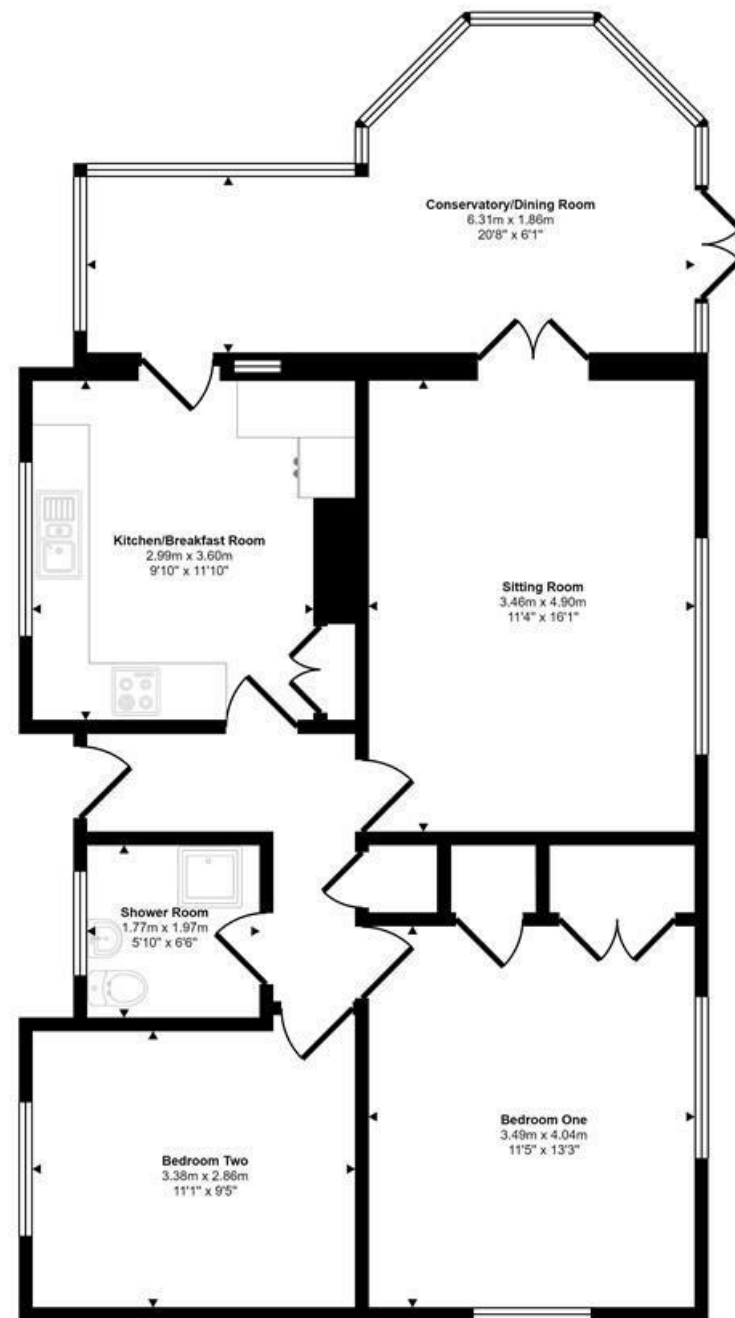 Conservatory/Dining Room
6.31m x 1.86m
20'8" x 6'1"
Kitchen/Breakfast Room
2.99m x 3.60m
9'10" x 11'10"
Sitting Room
3.46m x 4.90m
11'4" x 16'1"
Shower Room
1.77m x 1.97m
5'10" x 6'6"
Bedroom One
3.49m x 4.04m
11'5" x 13'3"
Bedroom Two
3.38m x 2.86m
11'1" x 9'5"